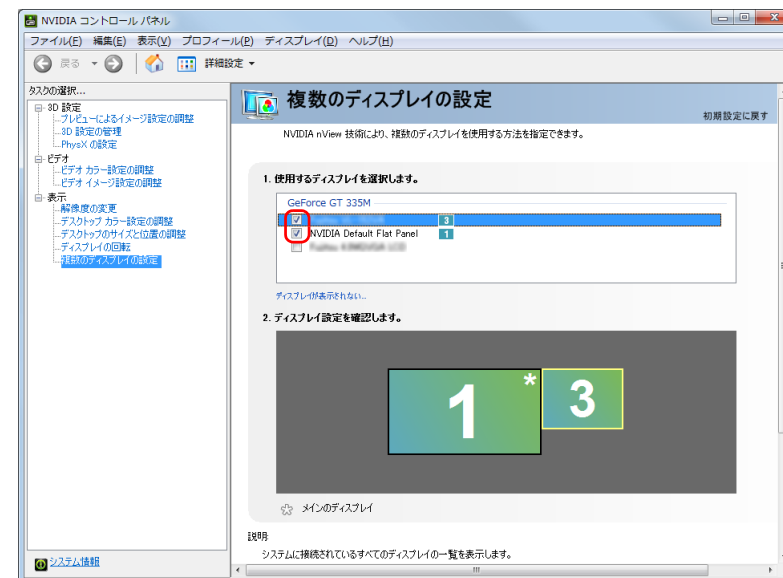 NVIDIA コントロール パネル
ファイル(F) 編集(E) 表示(V) プロフィール(P) ディスプレイ(D) ヘルプ(H)
戻る 詳細設定
タスクの選択...
3D 設定
プレビューによるイメージ設定の調整
3D 設定の管理
PhysX の設定
ビデオ
ビデオ カラー設定の調整
ビデオ イメージ設定の調整
表示
解像度の変更
デスクトップ カラー設定の調整
デスクトップのサイズと位置の調整
ディスプレイの回転
複数のディスプレイの設定
システム情報
複数のディスプレイの設定
初期設定に戻す
NVIDIA nView 技術により、複数のディスプレイを使用する方法を指定できます。
1. 使用するディスプレイを選択します。
GeForce GT 335M
3
NVIDIA Default Flat Panel 1
ディスプレイが表示されない...
2. ディスプレイ設定を確認します。
1 * 3
メインのディスプレイ
説明
システムに接続されているすべてのディスプレイの一覧を表示します。